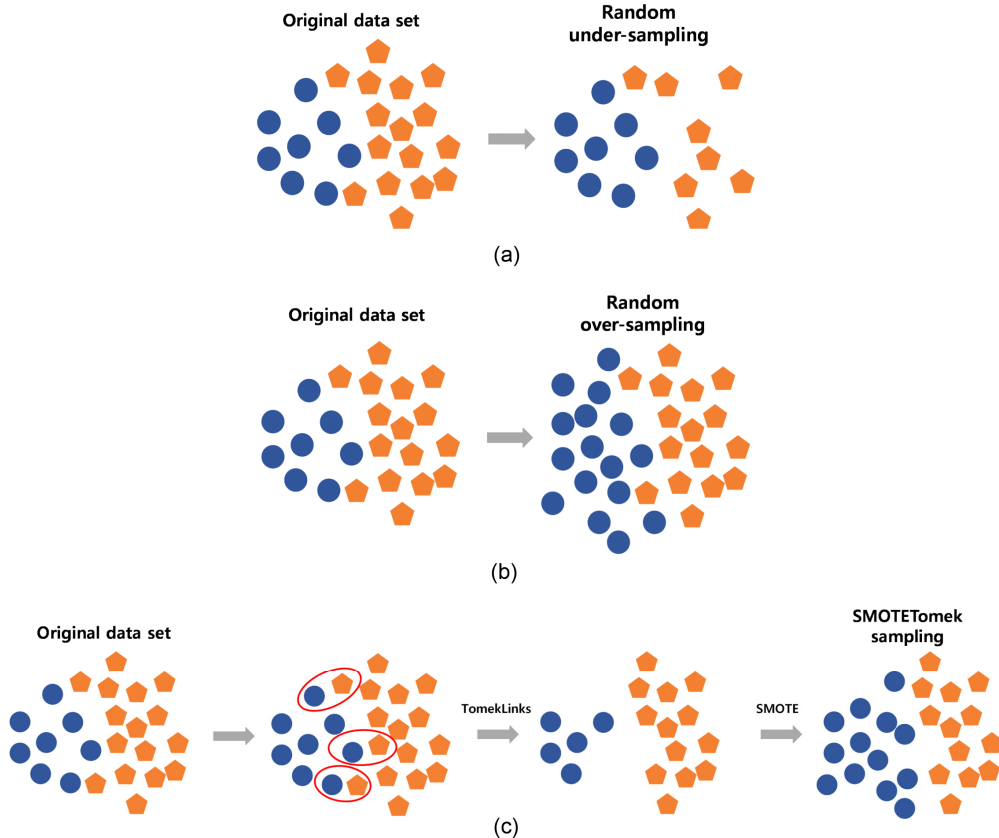 Original data set
Random
under-sampling
(a)
Original data set
Random
over-sampling
(b)
Original data set
TomekLinks
SMOTE
SMOTETomek
sampling
(c)